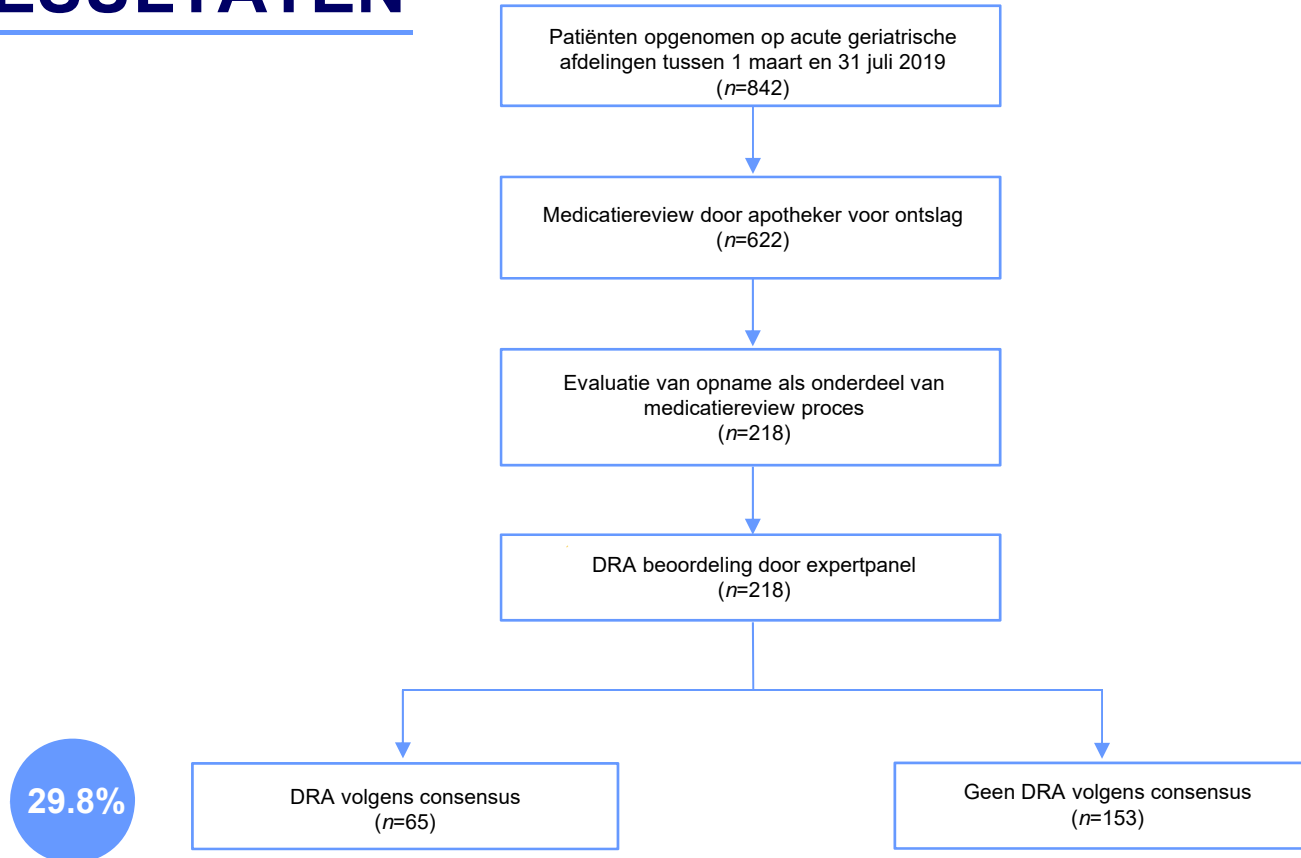 Patiënten opgenomen op acute geriatrische
afdelingen tussen 1 maart en 31 juli 2019
(n=842)
Medicatiereview door apotheker voor ontslag
(n=622)
Evaluatie van opname als onderdeel van
medicatiereview proces
(n=218)
DRA beoordeling door expertpanel
(n=218)
29.8%
DRA volgens consensus
(n=65)
Geen DRA volgens consensus
(n=153)